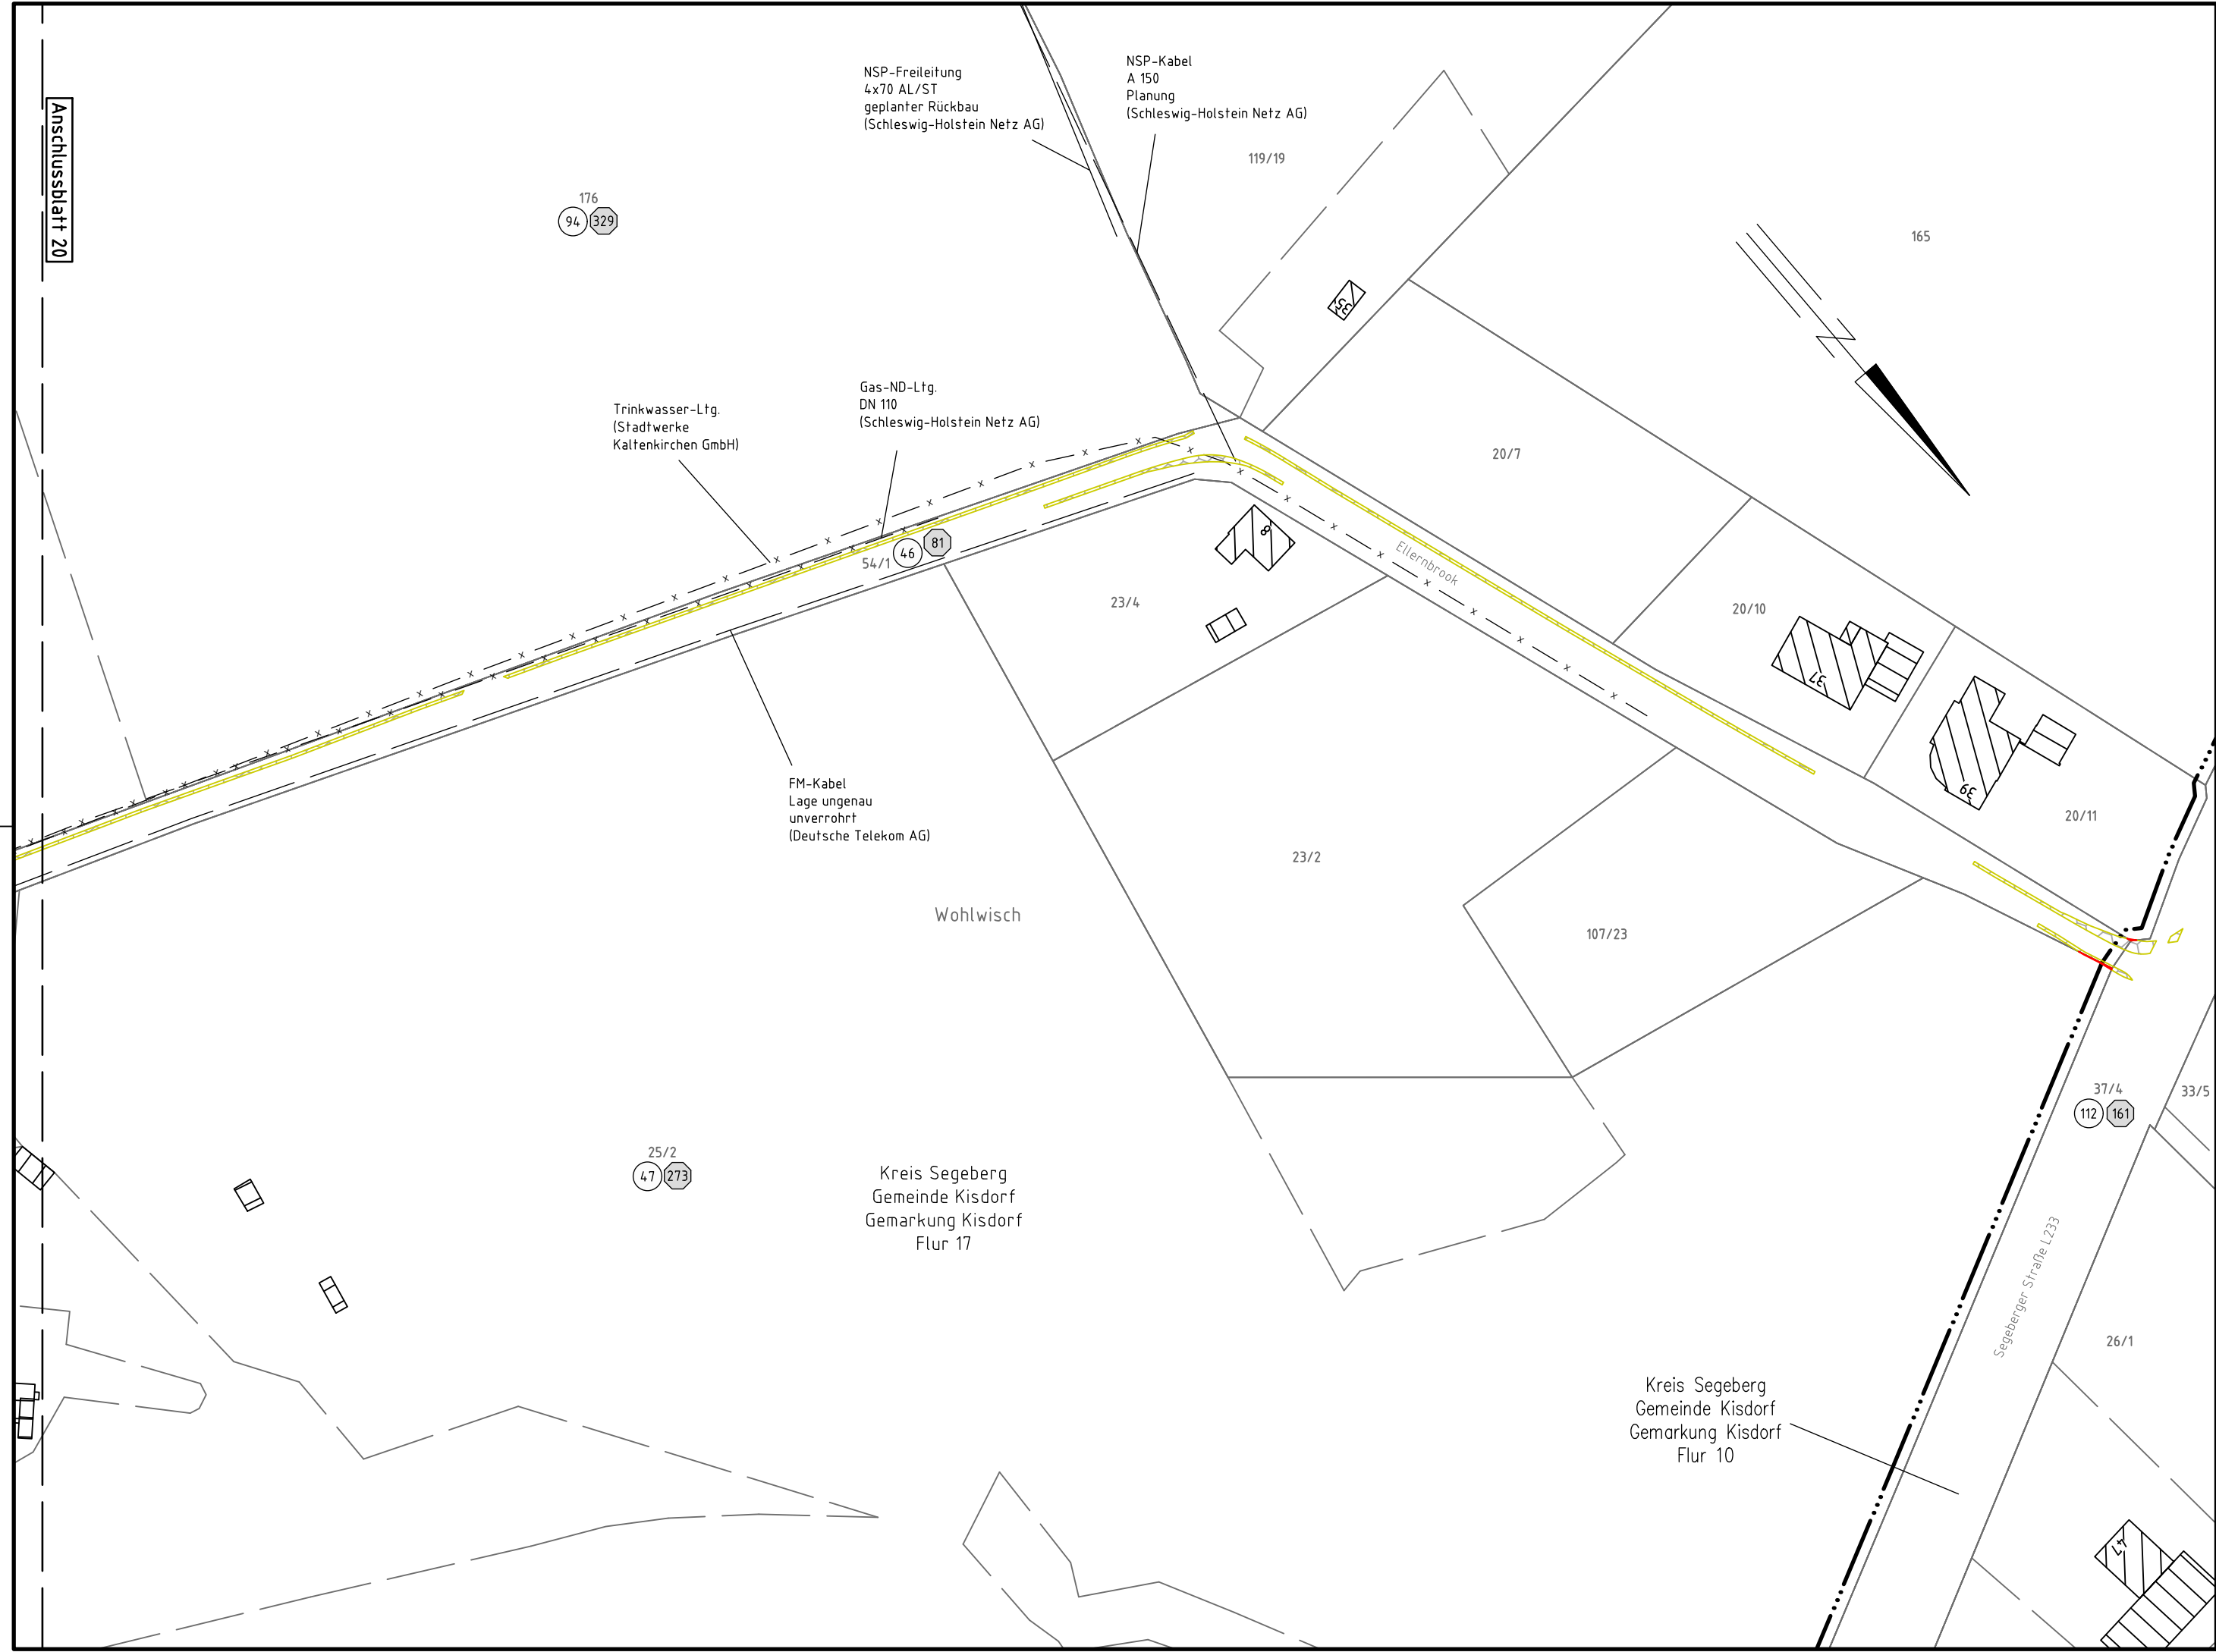 Anschlussblatt 20
NSP-Freileitung
4x70 AL/ST
geplanter Rückbau
(Schleswig-Holstein Netz AG)
NSP-Kabel
A 150
Planung
(Schleswig-Holstein Netz AG)
119/19
165
176
94 329
35
Trinkwasser-Ltg.
(Stadtwerke
Kaltenkirchen GmbH)
Gas-ND-Ltg.
DN 110
(Schleswig-Holstein Netz AG)
20/7
54/1 46 81
8
Ellernbrook
23/4
20/10
37
39
20/11
FM-Kabel
Lage ungenau
unverrohrt
(Deutsche Telekom AG)
23/2
Wohlwisch
107/23
37/4
112 161
33/5
25/2
47 273
Kreis Segeberg
Gemeinde Kisdorf
Gemarkung Kisdorf
Flur 17
Segeberger Straße L233
26/1
Kreis Segeberg
Gemeinde Kisdorf
Gemarkung Kisdorf
Flur 10
47